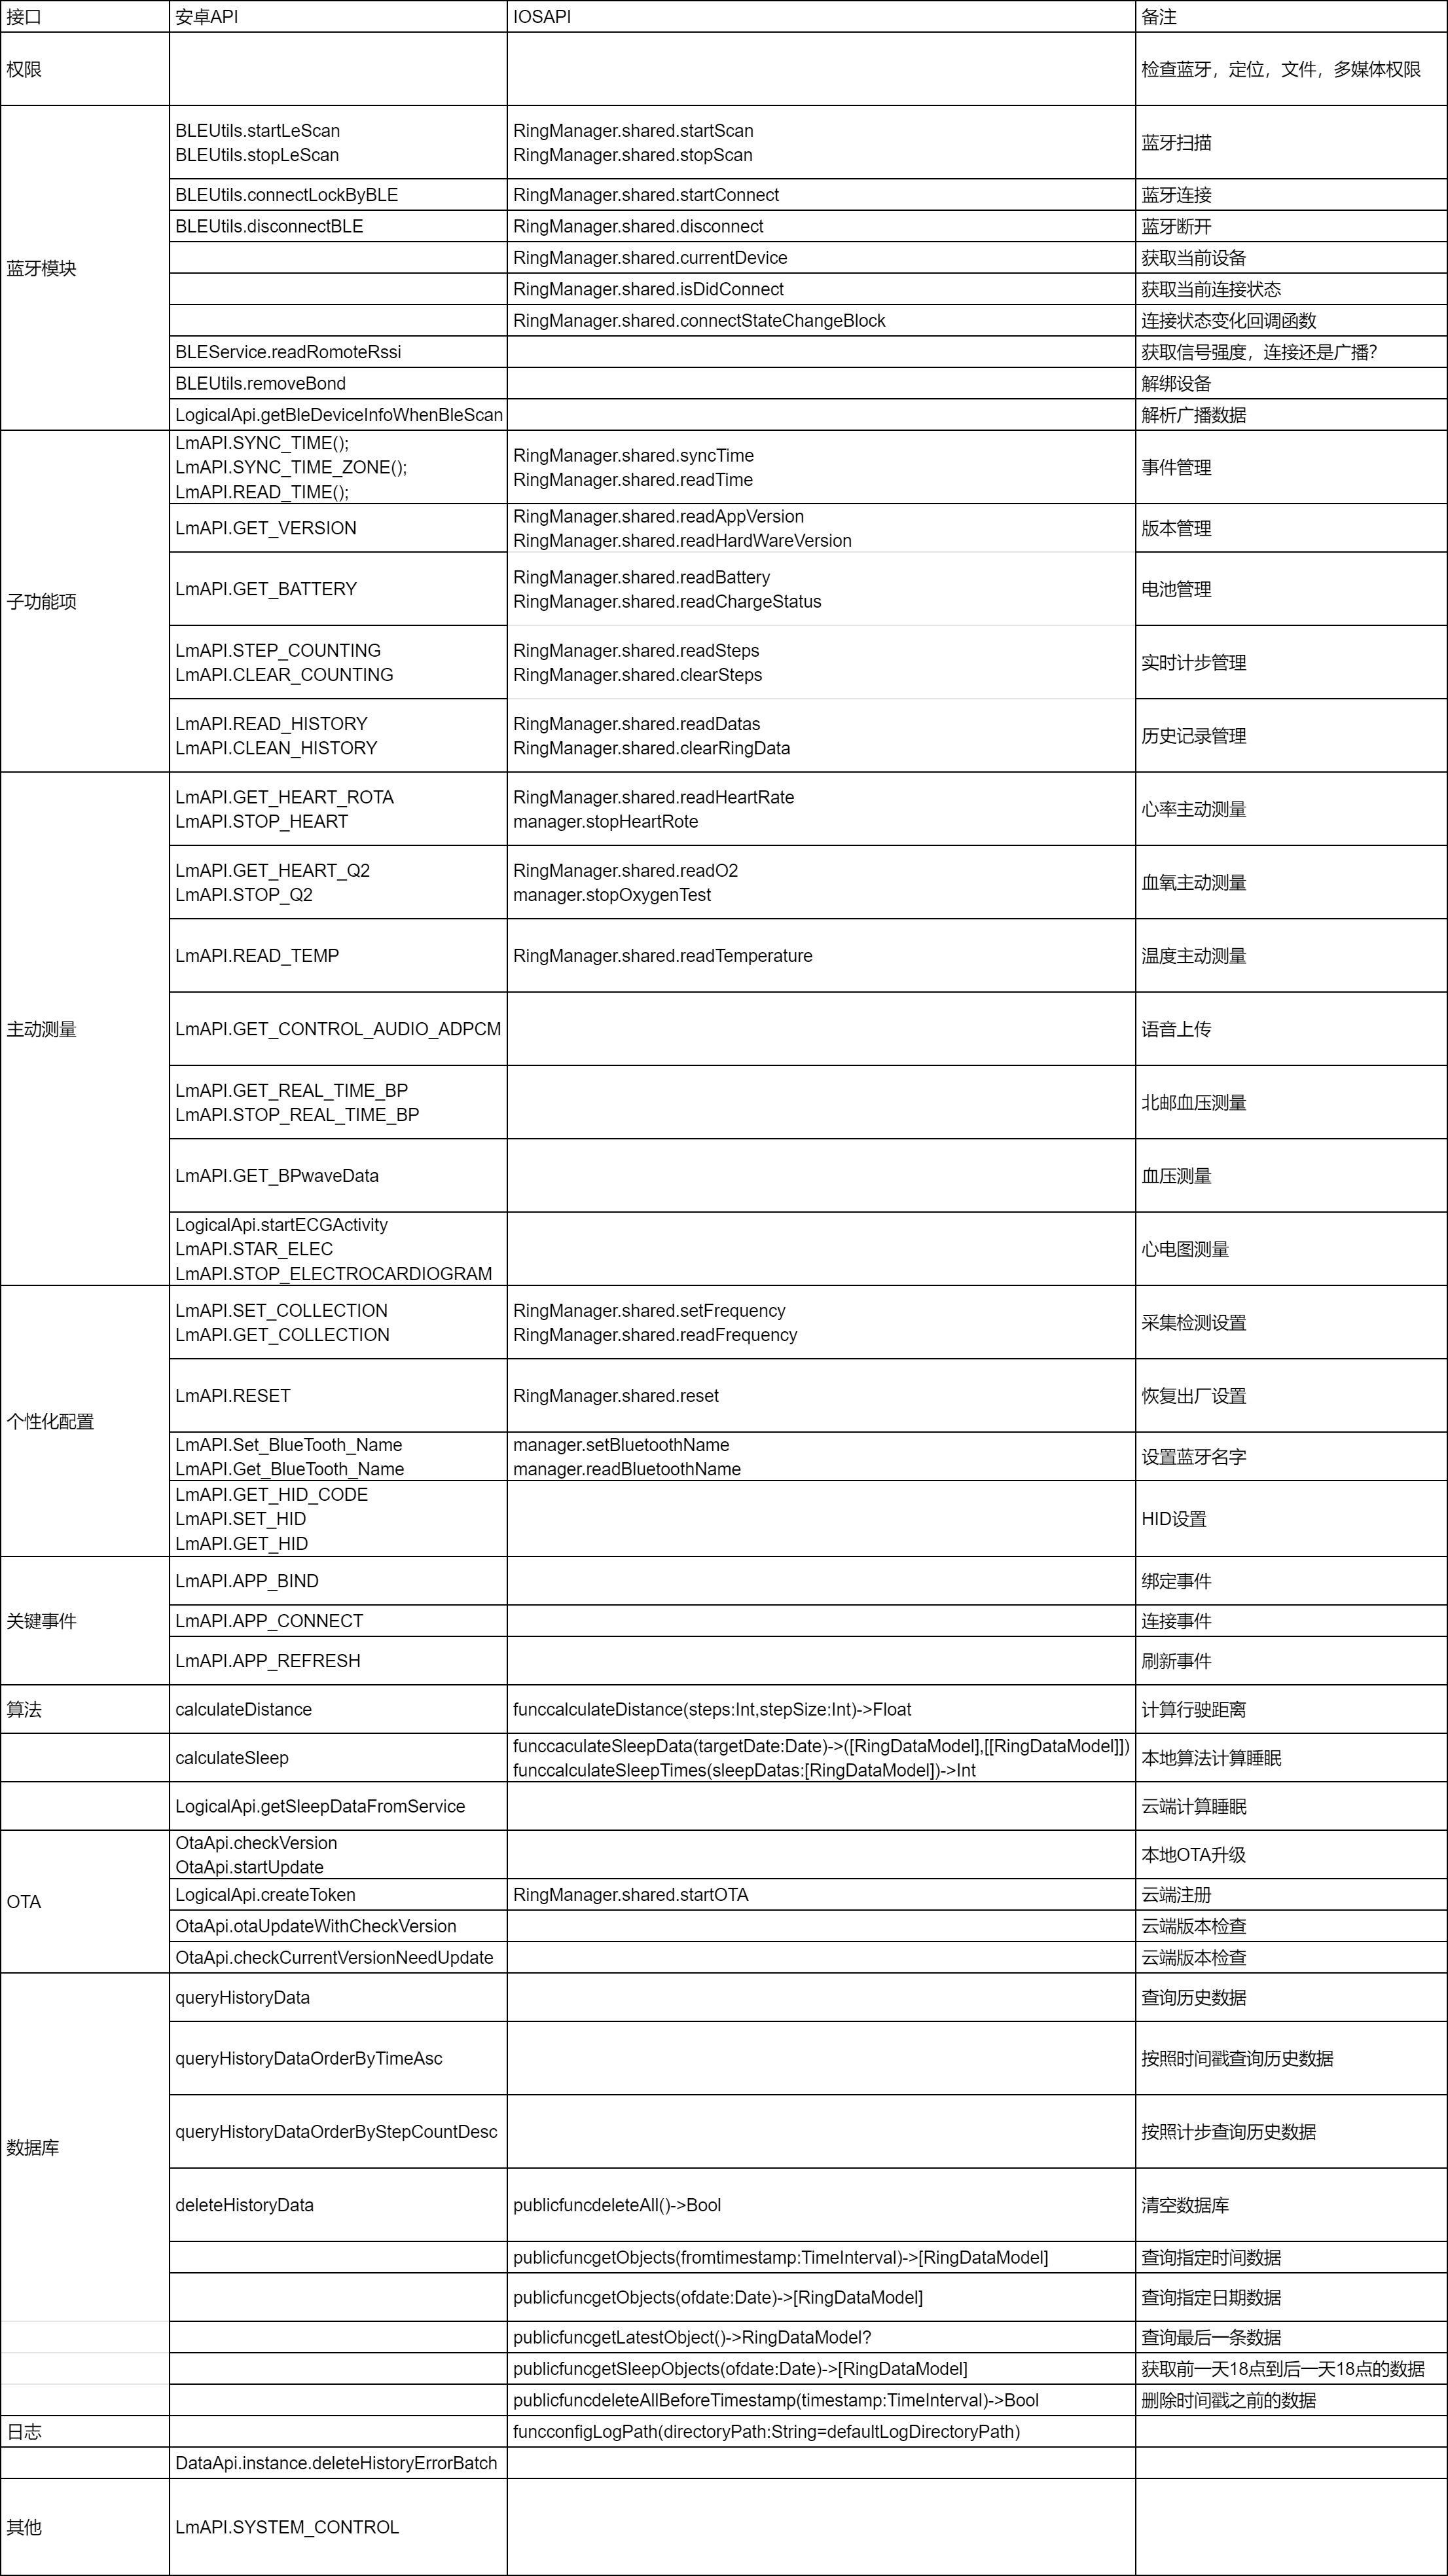 接口 安卓API IOSAPI 备注
权限 检查蓝牙，定位，文件，多媒体权限
蓝牙模块
BLEUtils.startLeScan
BLEUtils.stopLeScan
RingManager.shared.startScan
RingManager.shared.stopScan
蓝牙扫描
BLEUtils.connectLockByBLE RingManager.shared.startConnect 蓝牙连接
BLEUtils.disconnectBLE RingManager.shared.disconnect 蓝牙断开
RingManager.shared.currentDevice 获取当前设备
RingManager.shared.isDidConnect 获取当前连接状态
RingManager.shared.connectStateChangeBlock 连接状态变化回调函数
BLEService.readRomoteRssi 获取信号强度，连接还是广播?
BLEUtils.removeBond 解绑设备
LogicalApi.getBleDeviceInfoWhenBleScan 解析广播数据
子功能项
LmAPI.SYNC_TIME();
LmAPI.SYNC_TIME_ZONE();
LmAPI.READ_TIME();
RingManager.shared.syncTime
RingManager.shared.readTime
事件管理
LmAPI.GET_VERSION
RingManager.shared.readAppVersion
RingManager.shared.readHardWareVersion
版本管理
LmAPI.GET_BATTERY
RingManager.shared.readBattery
RingManager.shared.readChargeStatus
电池管理
LmAPI.STEP_COUNTING
LmAPI.CLEAR_COUNTING
RingManager.shared.readSteps
RingManager.shared.clearSteps
实时计步管理
LmAPI.READ_HISTORY
LmAPI.CLEAN_HISTORY
RingManager.shared.readDatas
RingManager.shared.clearRingData
历史记录管理
主动测量
LmAPI.GET_HEART_ROTA
LmAPI.STOP_HEART
RingManager.shared.readHeartRate
manager.stopHeartRote
心率主动测量
LmAPI.GET_HEART_Q2
LmAPI.STOP_Q2
RingManager.shared.readO2
manager.stopOxygenTest
血氧主动测量
LmAPI.READ_TEMP RingManager.shared.readTemperature 温度主动测量
LmAPI.GET_CONTROL_AUDIO_ADPCM 语音上传
LmAPI.GET_REAL_TIME_BP
LmAPI.STOP_REAL_TIME_BP
北邮血压测量
LmAPI.GET_BPwaveData 血压测量
LogicalApi.startECGActivity
LmAPI.STAR_ELEC
LmAPI.STOP_ELECTROCARDIOGRAM
心电图测量
个性化配置
LmAPI.SET_COLLECTION
LmAPI.GET_COLLECTION
RingManager.shared.setFrequency
RingManager.shared.readFrequency
采集检测设置
LmAPI.RESET RingManager.shared.reset 恢复出厂设置
LmAPI.Set_BlueTooth_Name
LmAPI.Get_BlueTooth_Name
manager.setBluetoothName
manager.readBluetoothName
设置蓝牙名字
LmAPI.GET_HID_CODE
LmAPI.SET_HID
LmAPI.GET_HID
HID设置
关键事件
LmAPI.APP_BIND 绑定事件
LmAPI.APP_CONNECT 连接事件
LmAPI.APP_REFRESH 刷新事件
算法 calculateDistance funccalculateDistance(steps:Int,stepSize:Int)->Float 计算行驶距离
calculateSleep
funccaculateSleepData(targetDate:Date)->([RingDataModel],[[RingDataModel]])
funccalculateSleepTimes(sleepDatas:[RingDataModel])->Int
本地算法计算睡眠
LogicalApi.getSleepDataFromService 云端计算睡眠
OTA
OtaApi.checkVersion
OtaApi.startUpdate
本地OTA升级
LogicalApi.createToken RingManager.shared.startOTA 云端注册
OtaApi.otaUpdateWithCheckVersion 云端版本检查
OtaApi.checkCurrentVersionNeedUpdate 云端版本检查
数据库
queryHistoryData 查询历史数据
queryHistoryDataOrderByTimeAsc 按照时间戳查询历史数据
queryHistoryDataOrderByStepCountDesc 按照计步查询历史数据
deleteHistoryData publicfuncdeleteAll()->Bool 清空数据库
publicfuncgetObjects(fromtimestamp:TimeInterval)->[RingDataModel] 查询指定时间数据
publicfuncgetObjects(ofdate:Date)->[RingDataModel] 查询指定日期数据
publicfuncgetLatestObject()->RingDataModel? 查询最后一条数据
publicfuncgetSleepObjects(ofdate:Date)->[RingDataModel] 获取前一天18点到后一天18点的数据
publicfuncdeleteAllBeforeTimestamp(timestamp:TimeInterval)->Bool 删除时间戳之前的数据
日志 funcconfigLogPath(directoryPath:String=defaultLogDirectoryPath)
DataApi.instance.deleteHistoryErrorBatch
其他 LmAPI.SYSTEM_CONTROL